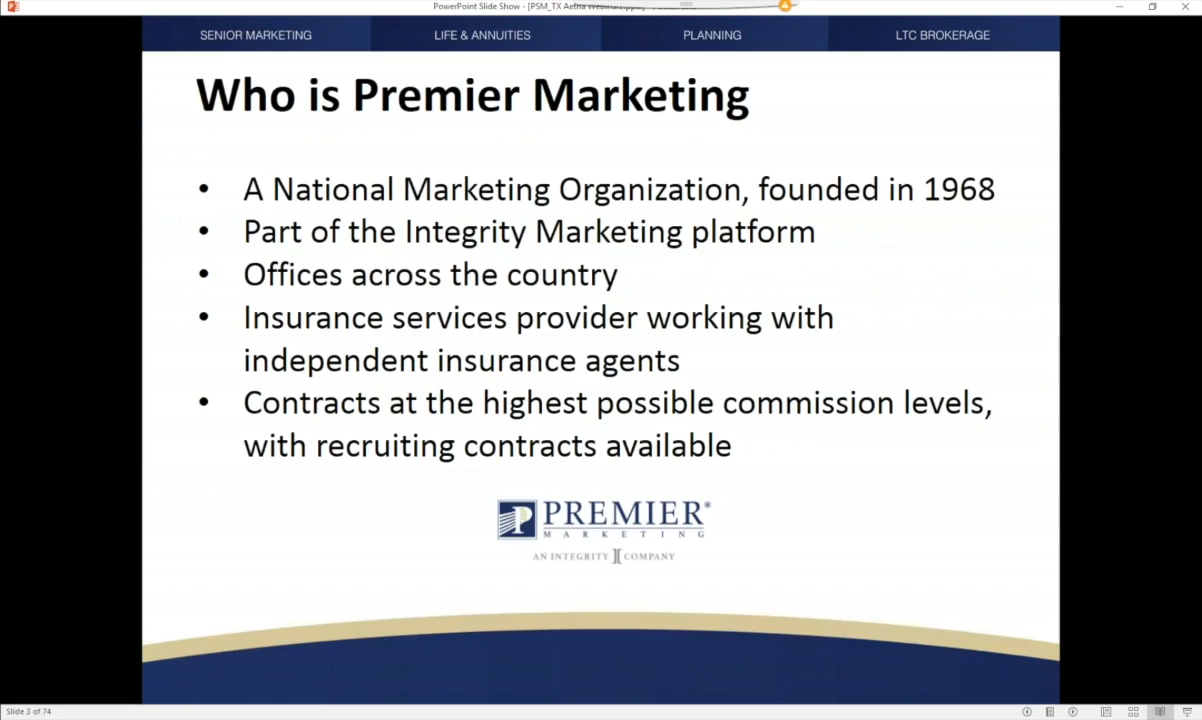 PowerPoint Slide Show - [PSM_TX Aetna Webinar2.pptx]
SENIOR MARKETING
LIFE & ANNUITIES
PLANNING
LTC BROKERAGE
Who is Premier Marketing
• A National Marketing Organization, founded in 1968
• Part of the Integrity Marketing platform
• Offices across the country
• Insurance services provider working with
independent insurance agents
• Contracts at the highest possible commission levels,
with recruiting contracts available
PREMIER®
MARKETING
AN INTEGRITY COMPANY
Slide 3 of 74